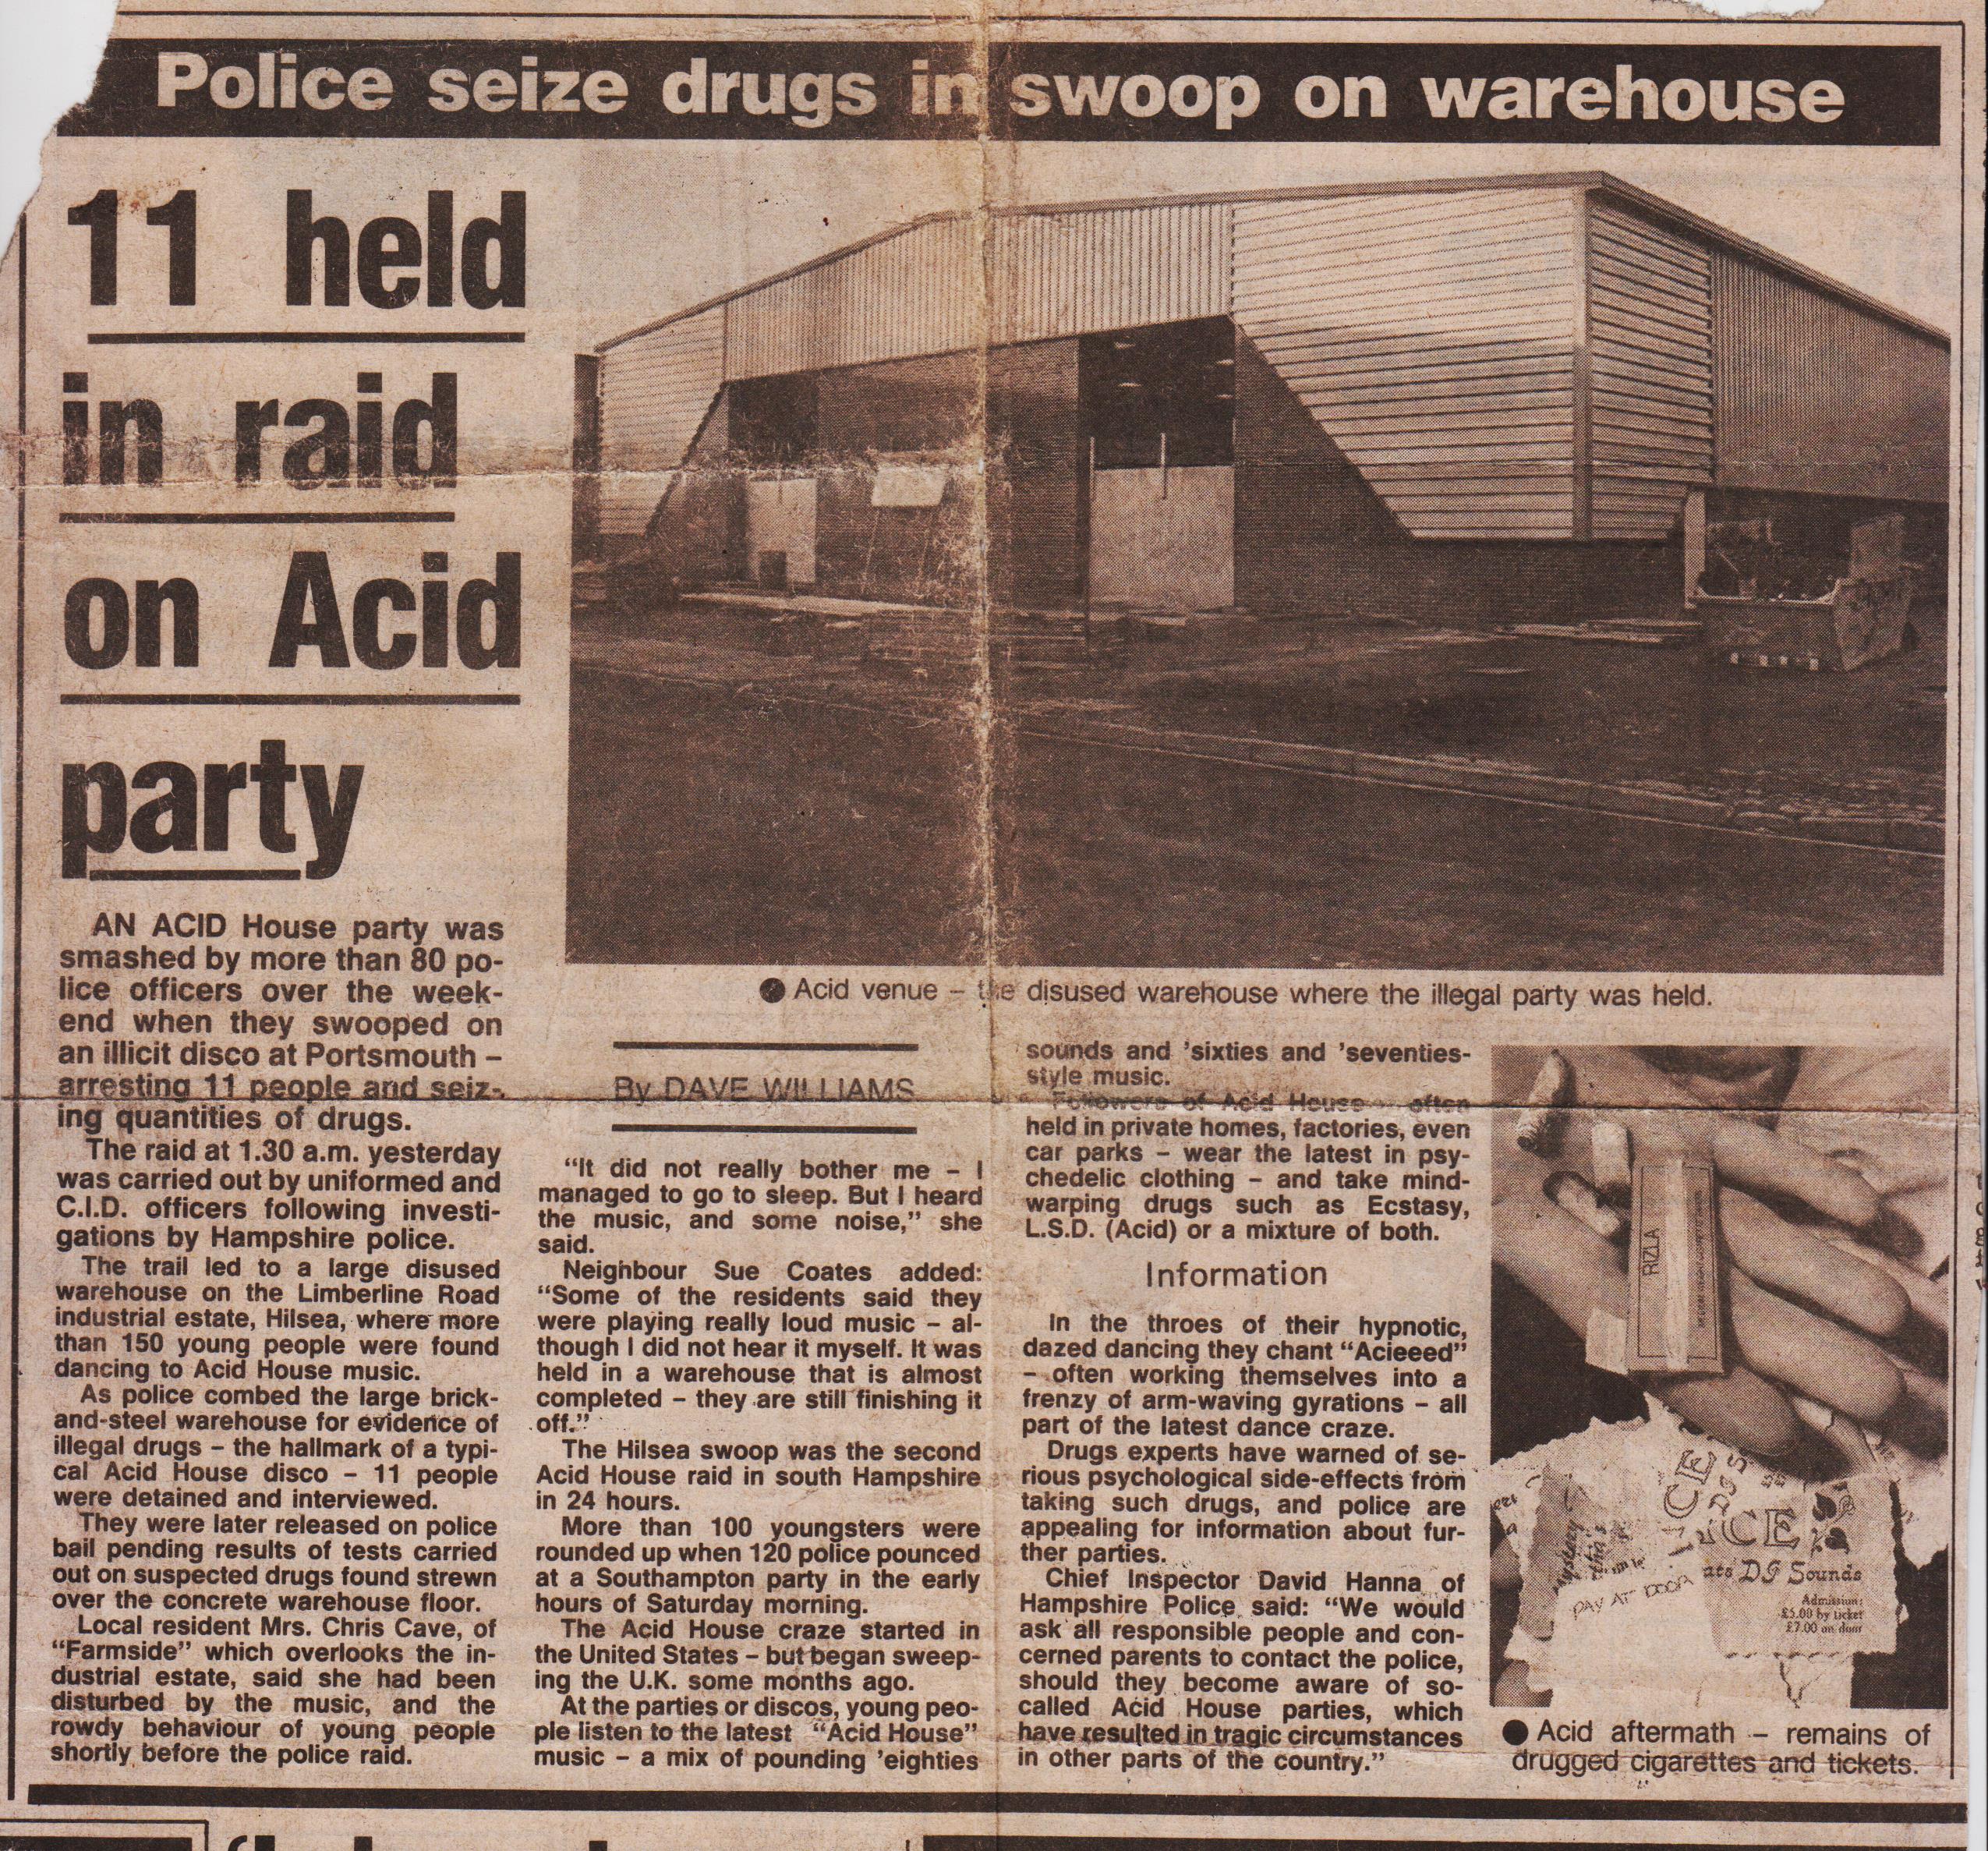 Police seize drugs in swoop on warehouse
11 held
in raid
on Acid
party
AN ACID House party was
smashed by more than 80 po-
lice officers over the week-
end when they swooped on
an illicit disco at Portsmouth –
arresting 11 people and seiz-
ing quantities of drugs.
The raid at 1.30 a.m. yesterday
was carried out by uniformed and
C.I.D. officers following investi-
gations by Hampshire police.
The trail led to a large disused
warehouse on the Limberline Road
industrial estate, Hilsea, where more
than 150 young people were found
dancing to Acid House music.
As police combed the large brick-
and-steel warehouse for evidence of
illegal drugs – the hallmark of a typi-
cal Acid House disco – 11 people
were detained and interviewed.
They were later released on police
bail pending results of tests carried
out on suspected drugs found strewn
over the concrete warehouse floor.
Local resident Mrs. Chris Cave, of
“Farmside” which overlooks the in-
dustrial estate, said she had been
disturbed by the music, and the
rowdy behaviour of young people
shortly before the police raid.
● Acid venue – the disused warehouse where the illegal party was held.
By DAVE WILLIAMS
“It did not really bother me – I
managed to go to sleep. But I heard
the music, and some noise,” she
said.
Neighbour Sue Coates added:
“Some of the residents said they
were playing really loud music – al-
though I did not hear it myself. It was
held in a warehouse that is almost
completed – they are still finishing it
off.”
The Hilsea swoop was the second
Acid House raid in south Hampshire
in 24 hours.
More than 100 youngsters were
rounded up when 120 police pounced
at a Southampton party in the early
hours of Saturday morning.
The Acid House craze started in
the United States – but began sweep-
ing the U.K. some months ago.
At the parties or discos, young peo-
ple listen to the latest “Acid House”
music – a mix of pounding ’eighties
sounds and ’sixties and ’seventies-
style music.
Followers of Acid House – often
held in private homes, factories, even
car parks – wear the latest in psy-
chedelic clothing – and take mind-
warping drugs such as Ecstasy,
L.S.D. (Acid) or a mixture of both.
Information
In the throes of their hypnotic,
dazed dancing they chant “Acieeed”
– often working themselves into a
frenzy of arm-waving gyrations – all
part of the latest dance craze.
Drugs experts have warned of se-
rious psychological side-effects from
taking such drugs, and police are
appealing for information about fur-
ther parties.
Chief Inspector David Hanna of
Hampshire Police said: “We would
ask all responsible people and con-
cerned parents to contact the police,
should they become aware of so-
called Acid House parties, which
have resulted in tragic circumstances
in other parts of the country.”
RIZLA
DG S
ICE
DG Sounds
PAY AT DOOR
Admission:
£5.00 by ticket
£7.00 on door
● Acid aftermath – remains of
drugged cigarettes and tickets.